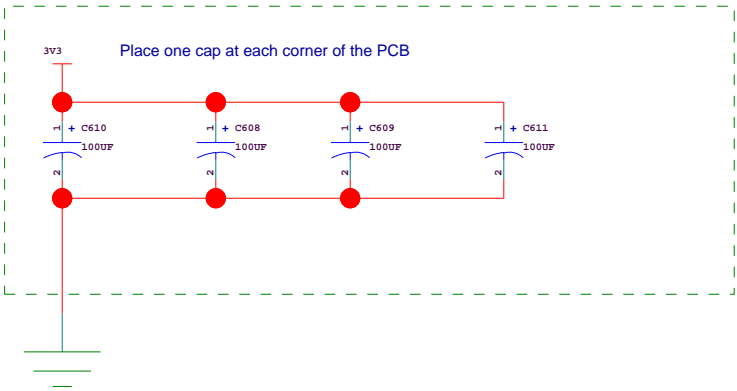 3V3
Place one cap at each corner of the PCB
1 + C610
100UF
2
1 + C608
100UF
2
1 + C609
100UF
2
1 + C611
100UF
2